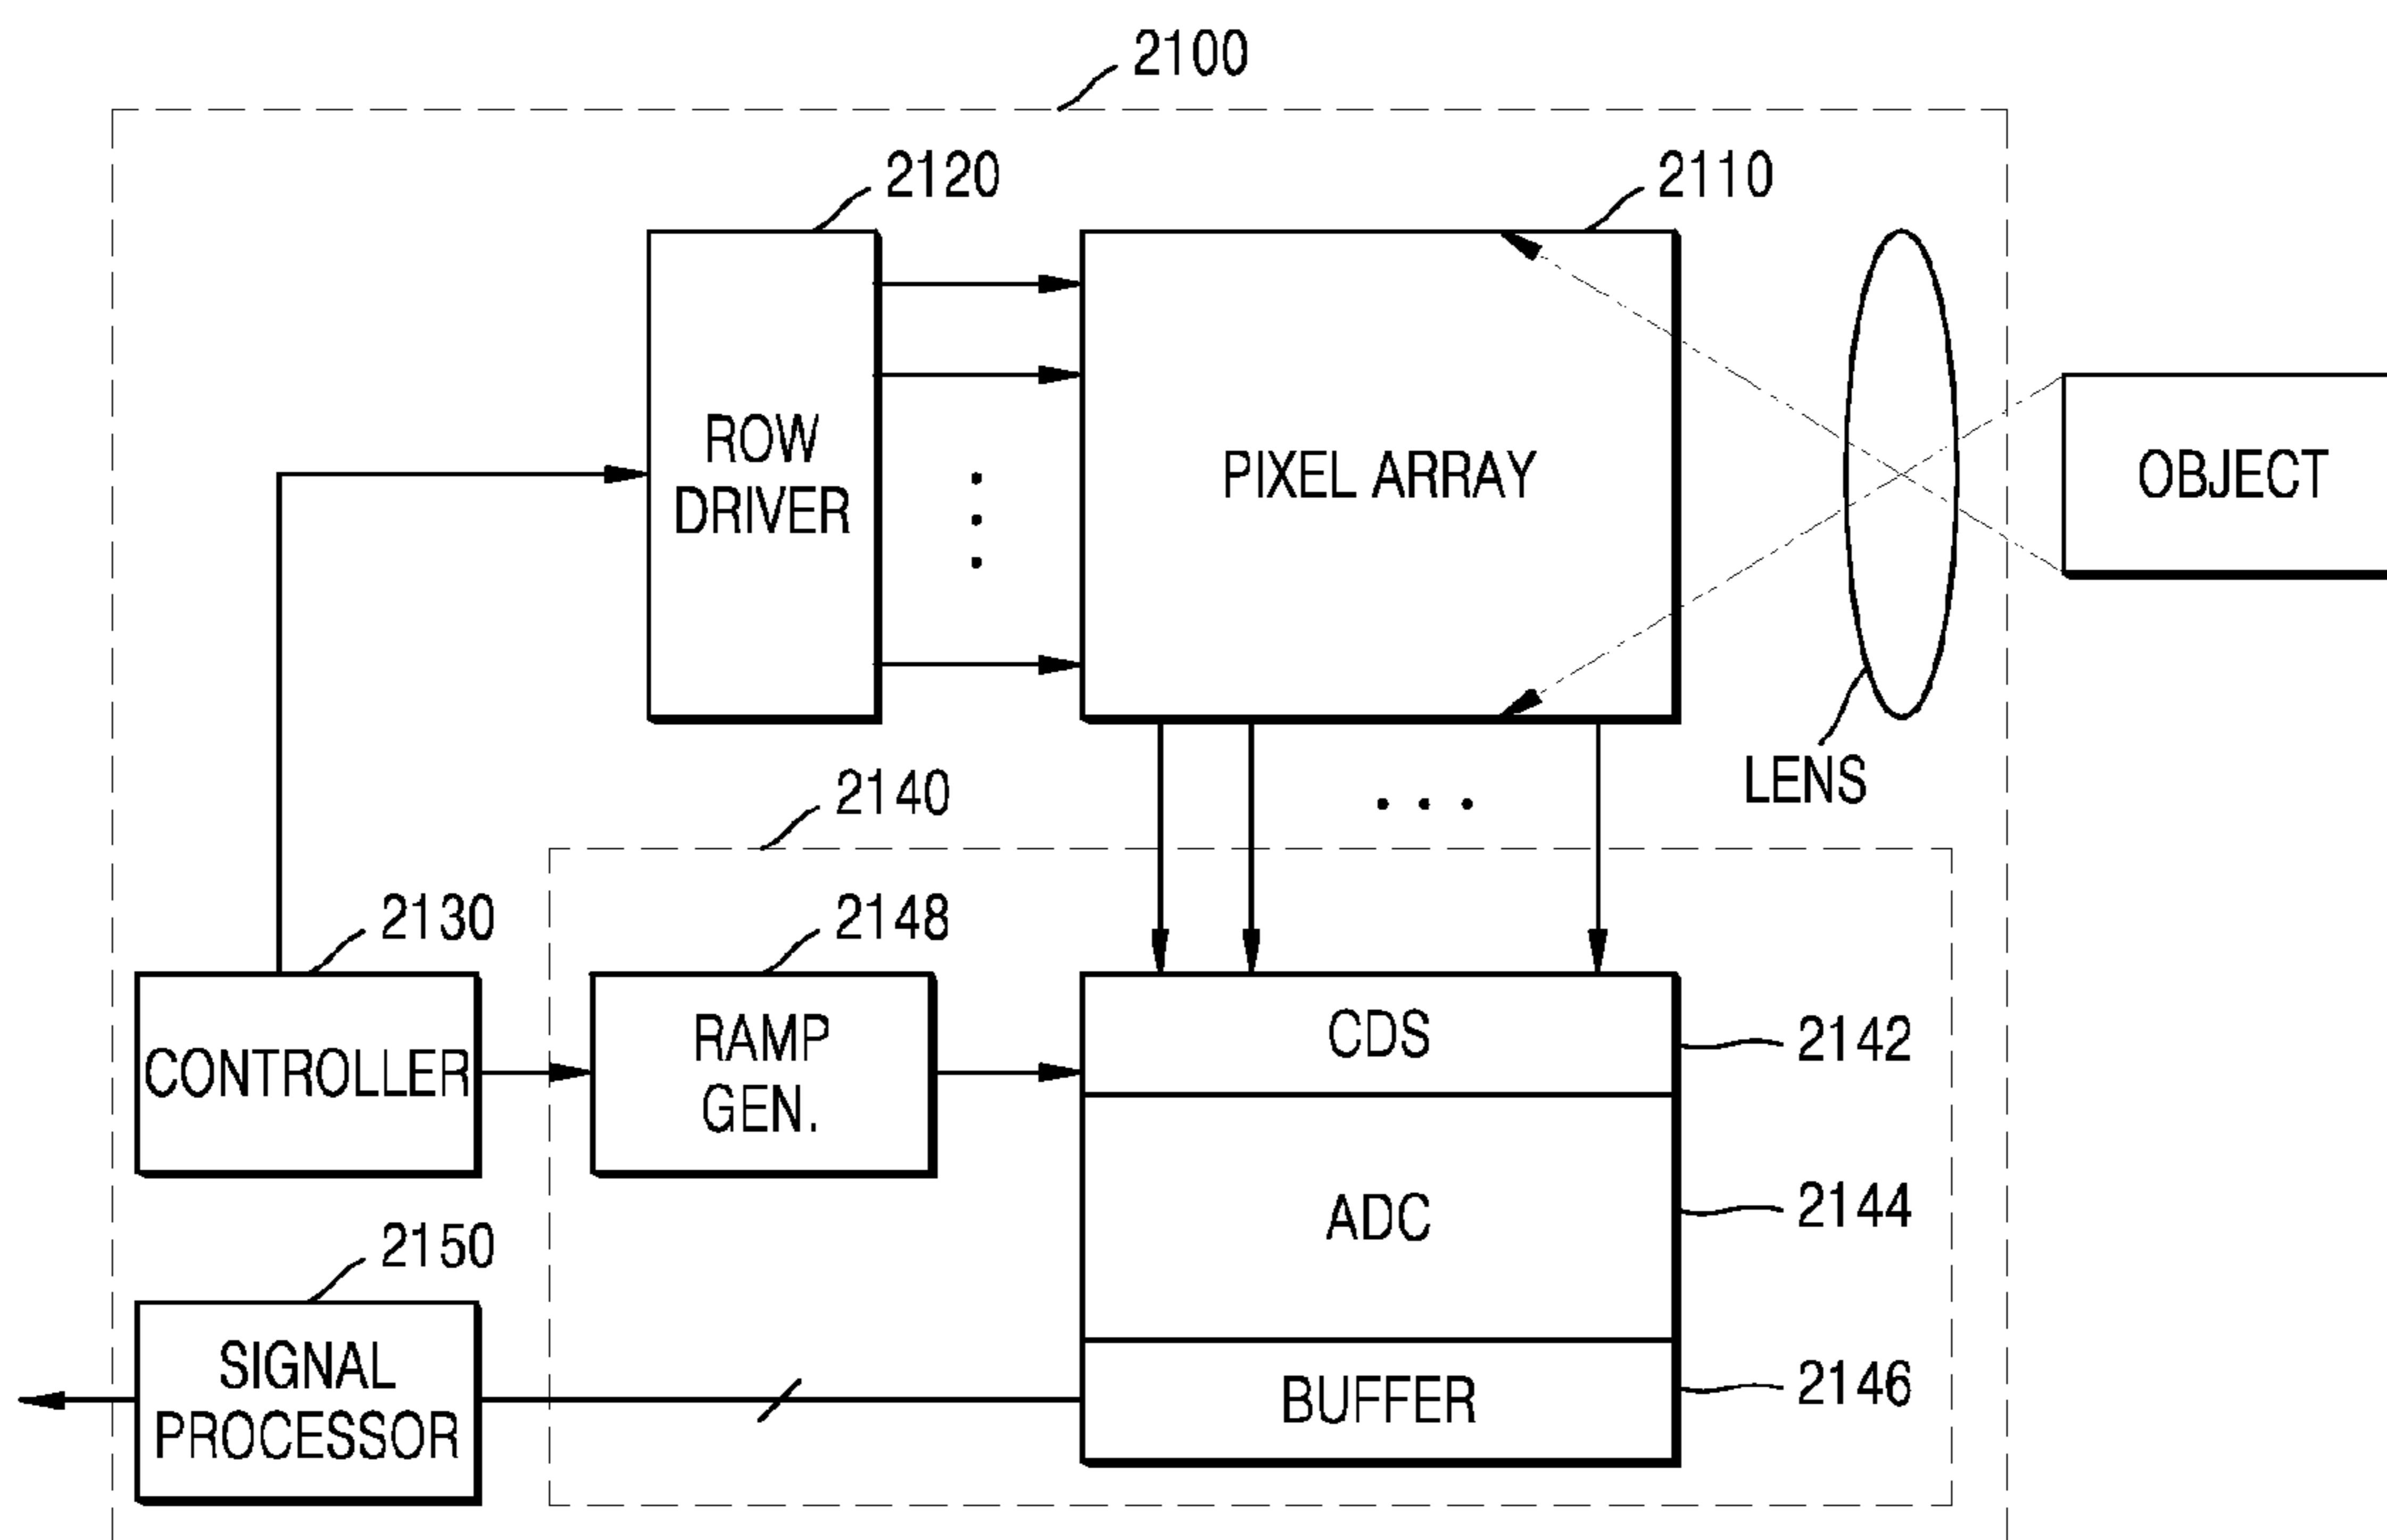 2100
2120
2110
ROW
DRIVER
PIXEL ARRAY
OBJECT
LENS
2140
2130
2148
CONTROLLER
RAMP
GEN.
CDS
2142
ADC
2144
2150
SIGNAL
PROCESSOR
BUFFER
2146